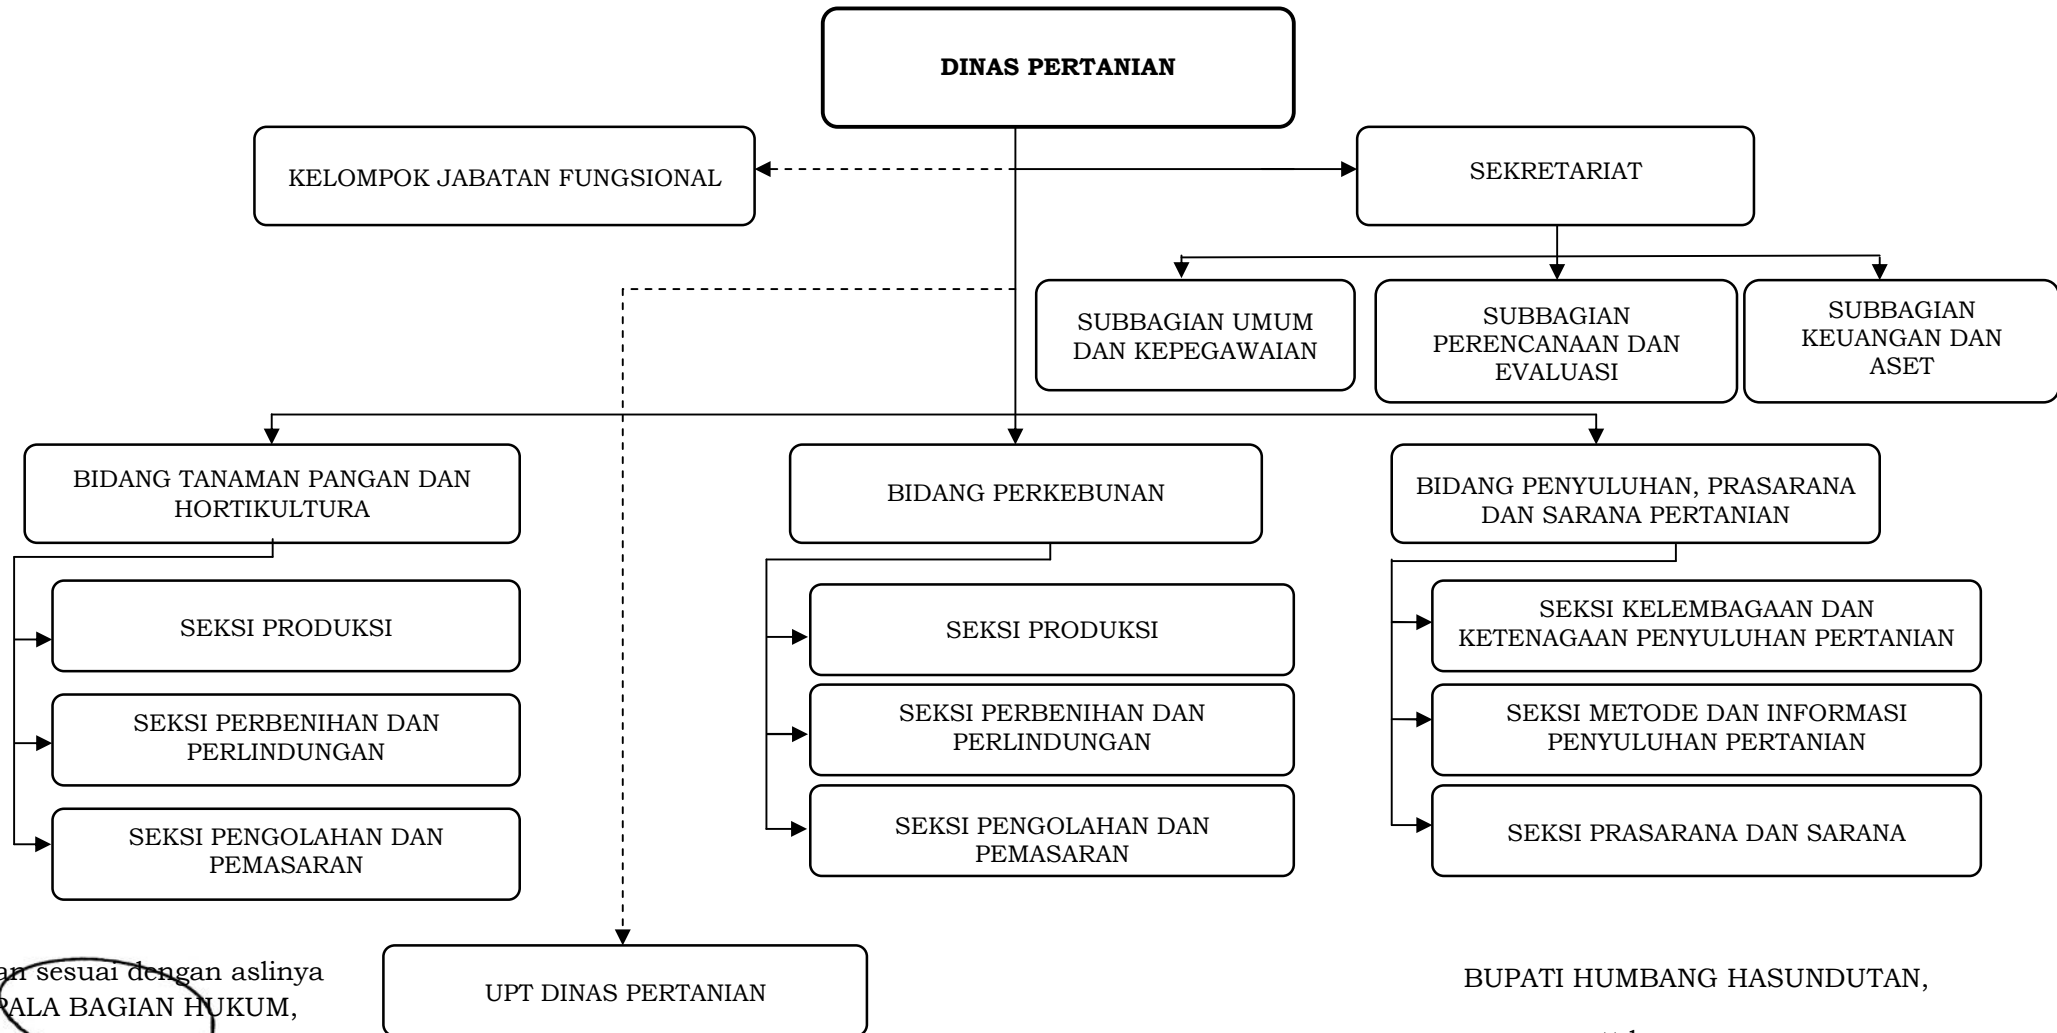 DINAS PERTANIAN
KELOMPOK JABATAN FUNGSIONAL
SEKRETARIAT
SUBBAGIAN UMUM
DAN KEPEGAWAIAN
SUBBAGIAN
PERENCANAAN DAN
EVALUASI
SUBBAGIAN
KEUANGAN DAN
ASET
BIDANG TANAMAN PANGAN DAN
HORTIKULTURA
BIDANG PERKEBUNAN
BIDANG PENYULUHAN, PRASARANA
DAN SARANA PERTANIAN
SEKSI PRODUKSI
SEKSI PERBENIHAN DAN
PERLINDUNGAN
SEKSI PENGOLAHAN DAN
PEMASARAN
SEKSI PRODUKSI
SEKSI PERBENIHAN DAN
PERLINDUNGAN
SEKSI PENGOLAHAN DAN
PEMASARAN
SEKSI KELEMBAGAAN DAN
KETENAGAAN PENYULUHAN PERTANIAN
SEKSI METODE DAN INFORMASI
PENYULUHAN PERTANIAN
SEKSI PRASARANA DAN SARANA
UPT DINAS PERTANIAN
an sesuai dengan aslinya
PALA BAGIAN HUKUM,
BUPATI HUMBANG HASUNDUTAN,